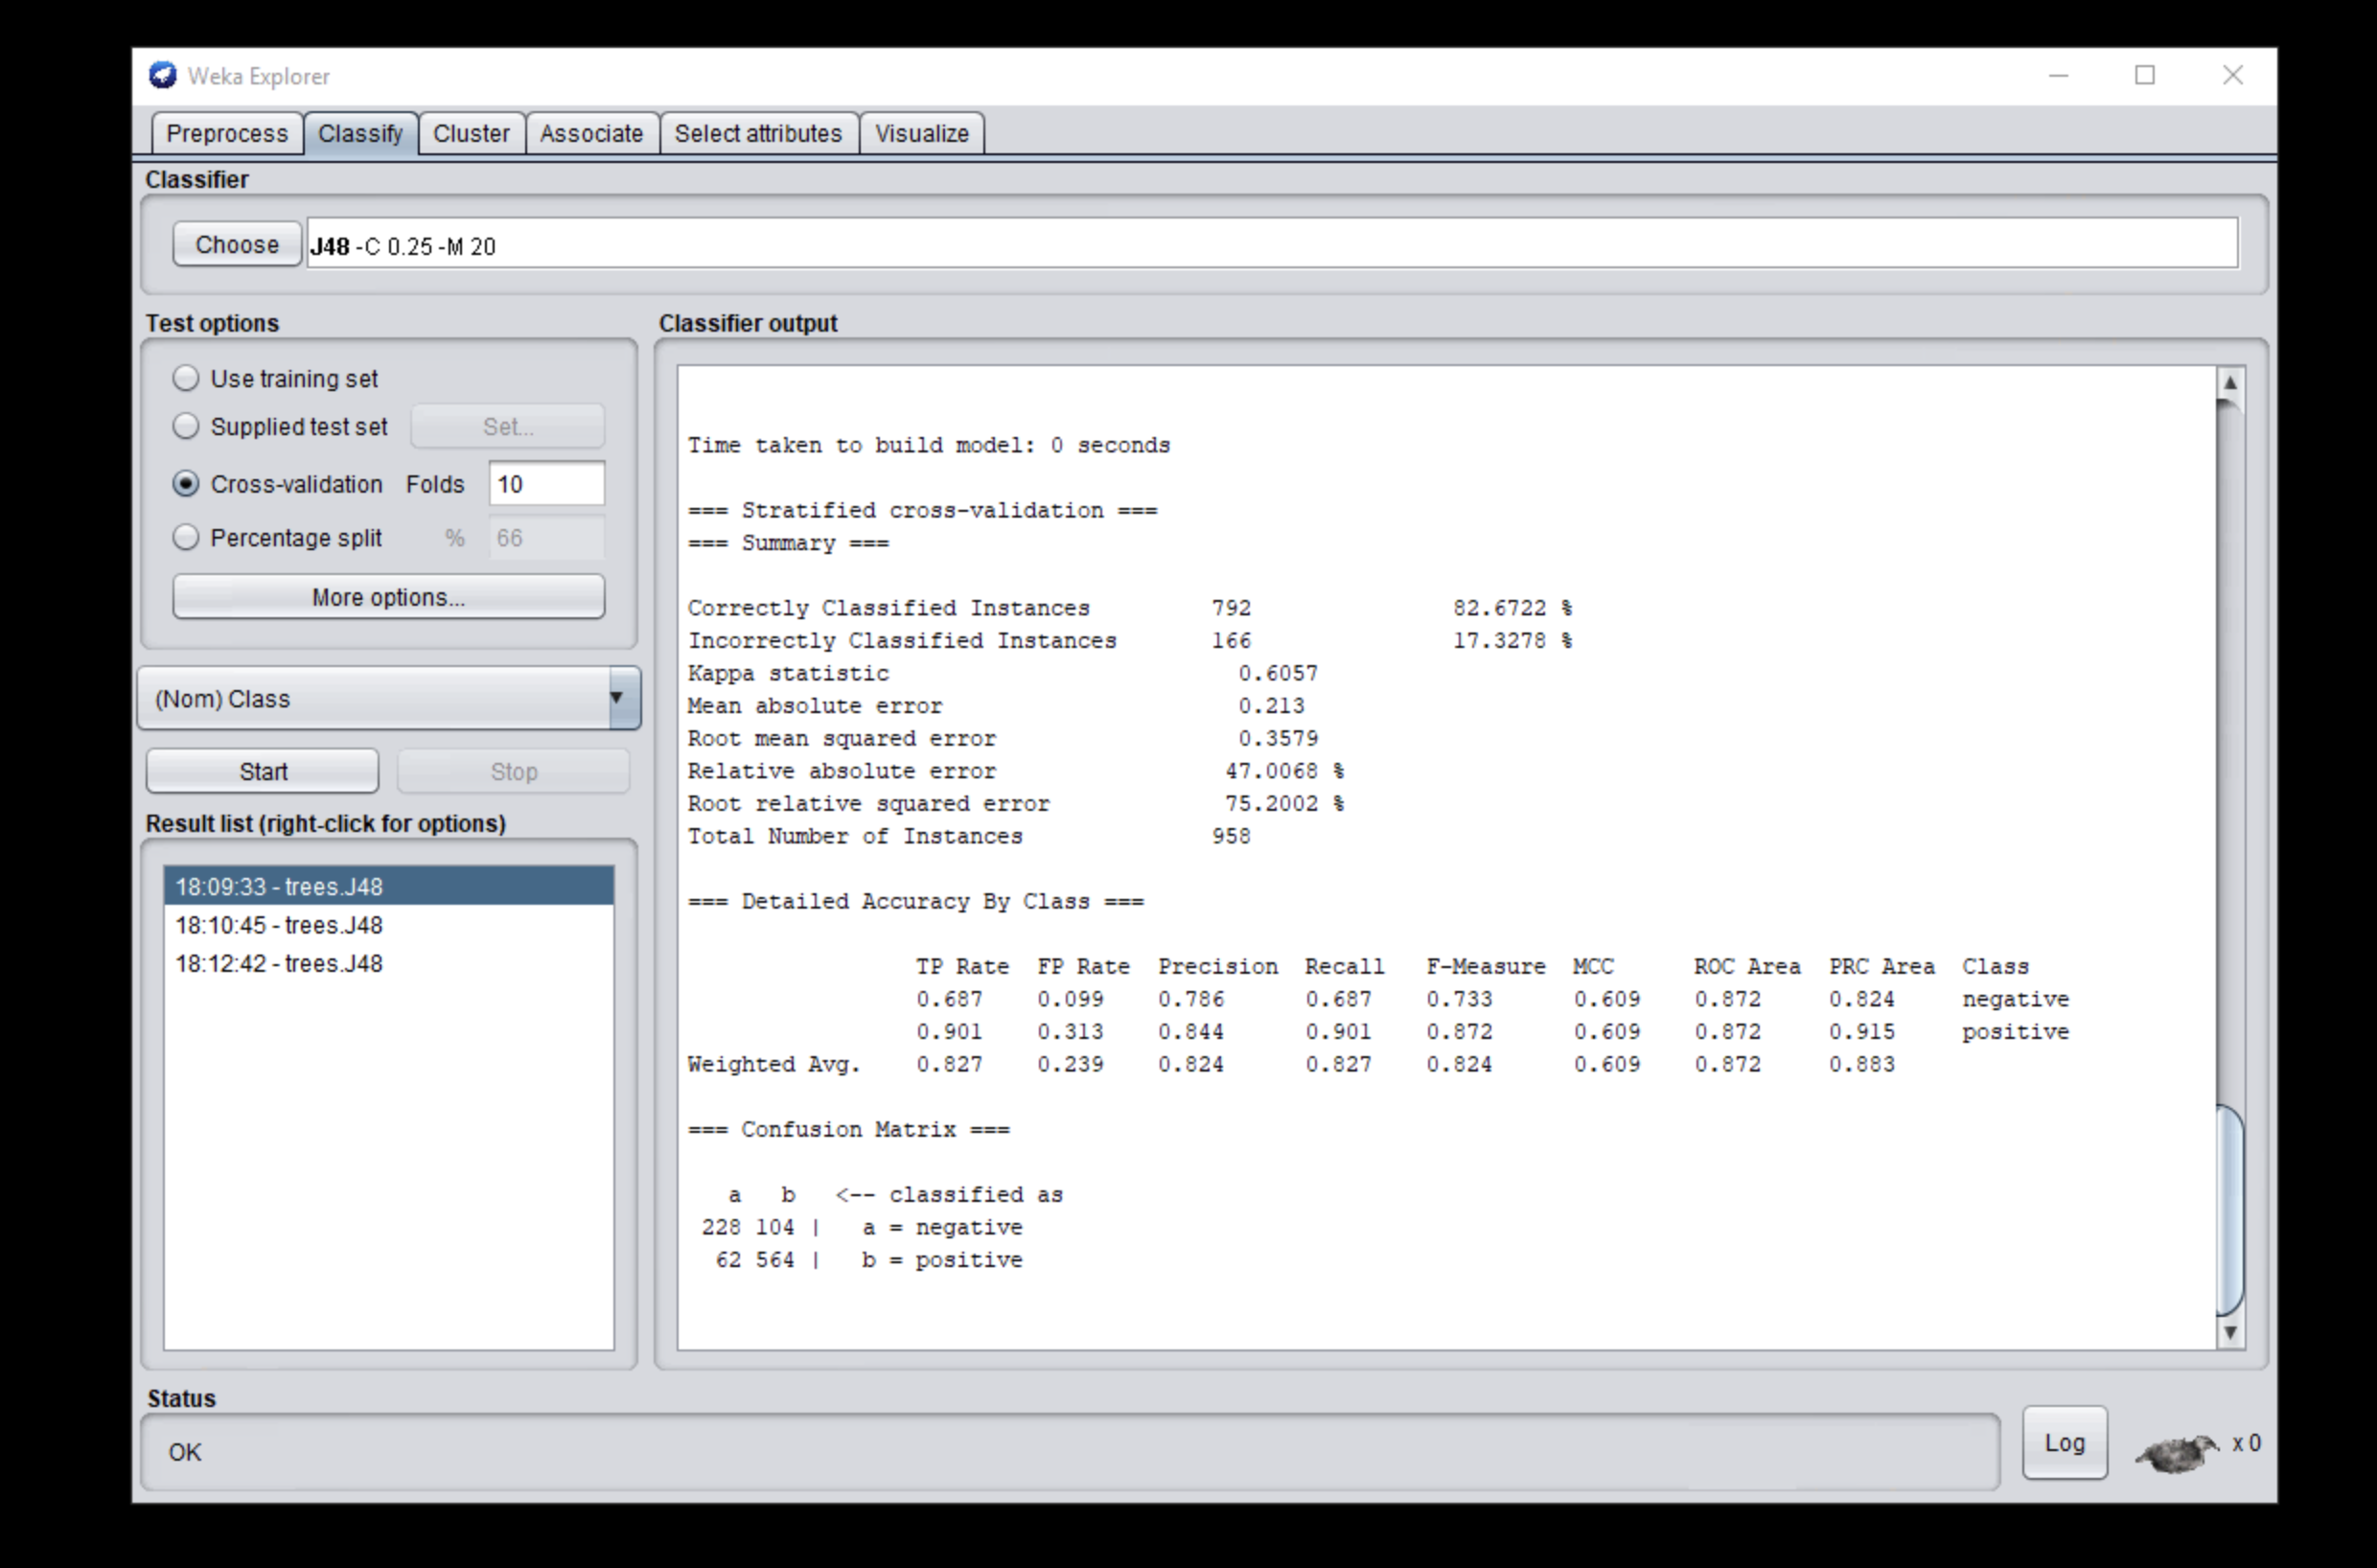 Weka Explorer
Preprocess Classify Cluster Associate Select attributes Visualize
Classifier
Choose J48 -C 0.25 -M 20
Test options
Use training set
Supplied test set Set...
Cross-validation Folds 10
Percentage split % 66
More options...
(Nom) Class
Start Stop
Result list (right-click for options)
18:09:33 - trees.J48
18:10:45 - trees.J48
18:12:42 - trees.J48
Classifier output
Time taken to build model: 0 seconds
=== Stratified cross-validation ===
=== Summary ===
Correctly Classified Instances 792 82.6722 %
Incorrectly Classified Instances 166 17.3278 %
Kappa statistic 0.6057
Mean absolute error 0.213
Root mean squared error 0.3579
Relative absolute error 47.0068 %
Root relative squared error 75.2002 %
Total Number of Instances 958
=== Detailed Accuracy By Class ===
TP Rate FP Rate Precision Recall F-Measure MCC ROC Area PRC Area Class
0.687 0.099 0.786 0.687 0.733 0.609 0.872 0.824 negative
0.901 0.313 0.844 0.901 0.872 0.609 0.872 0.915 positive
Weighted Avg. 0.827 0.239 0.824 0.827 0.824 0.609 0.872 0.883
=== Confusion Matrix ===
a b <-- classified as
228 104 | a = negative
62 564 | b = positive
Status
OK
Log x 0